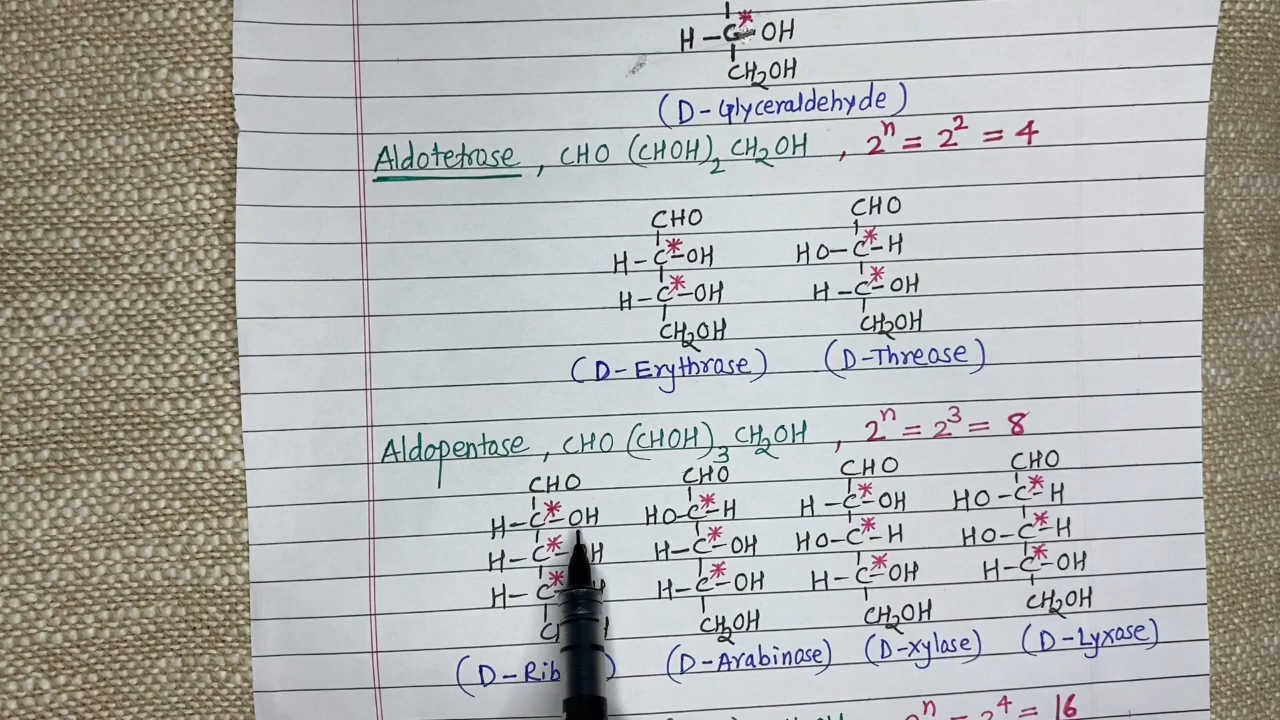 H – C* – OH
CH₂OH
(D-Glyceraldehyde)
Aldotetrose, CHO (CHOH)₂ CH₂OH, 2ⁿ = 2² = 4
CHO CHO
H – C* – OH HO – C* – H
H – C* – OH H – C* – OH
CH₂OH CH₂OH
(D-Erythrose) (D-Threose)
Aldopentose, CHO (CHOH)₃ CH₂OH, 2ⁿ = 2³ = 8
CHO CHO CHO CHO
H – C* – OH HO – C* – H H – C* – OH HO – C* – H
H – C* – H H – C* – OH HO – C* – H HO – C* – H
H – C* – H – C* – OH H – C* – OH H – C* – OH
CH₂OH CH₂OH CH₂OH
(D-Rib ) (D-Arabinose) (D-xylose) (D-Lyxose)
2ⁿ = 2⁴ = 16